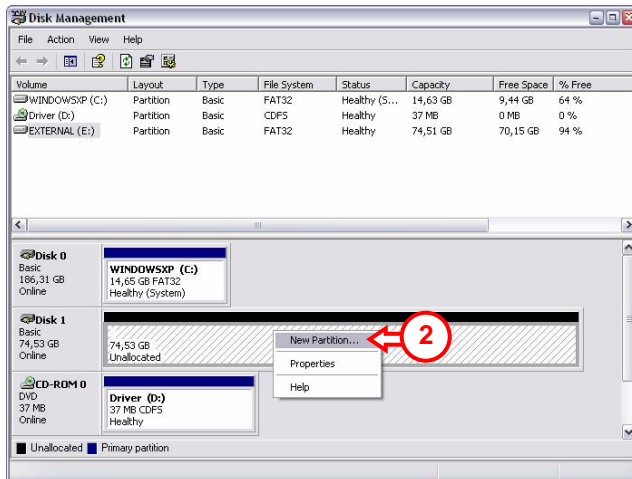 Disk Management
File Action View Help
Volume Layout Type File System Status Capacity Free Space % Free
WINDOWSXP (C:) Partition Basic FAT32 Healthy (S... 14,63 GB 9,44 GB 64 %
Driver (D:) Partition Basic CDFS Healthy 37 MB 0 MB 0 %
EXTERNAL (E:) Partition Basic FAT32 Healthy 74,51 GB 70,15 GB 94 %
Disk 0
Basic
186,31 GB
Online
WINDOWSXP (C:)
14,65 GB FAT32
Healthy (System)
Disk 1
Basic
74,53 GB
Online
74,53 GB
Unallocated
New Partition...
Properties
Help
2
CD-ROM 0
DVD
37 MB
Online
Driver (D:)
37 MB CDFS
Healthy
Unallocated Primary partition